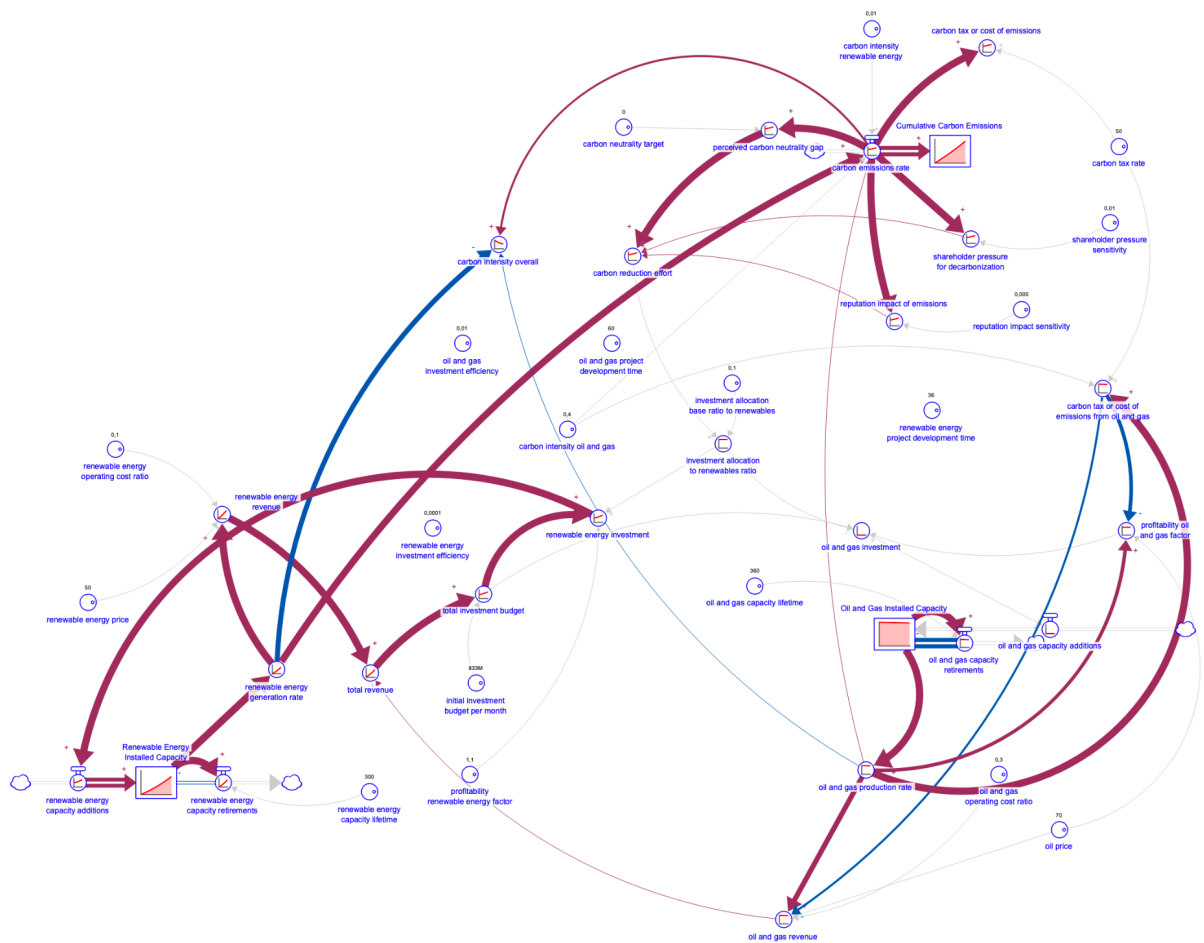 0,01
carbon intensity
renewable energy
carbon tax or cost of emissions
+
0
carbon neutrality target
+
perceived carbon neutrality gap
+
carbon emissions rate
+
Cumulative Carbon Emissions
50
carbon tax rate
+
-
carbon intensity overall
+
carbon reduction effort
+
shareholder pressure
for decarbonization
0,01
shareholder pressure
sensitivity
+
reputation impact of emissions
0,005
reputation impact sensitivity
0,01
oil and gas
investment efficiency
60
oil and gas project
development time
0,1
investment allocation
base ratio to renewables
36
renewable energy
project development time
+
carbon tax or cost of
emissions from oil and gas
0,4
carbon intensity oil and gas
investment allocation
to renewables ratio
0,1
renewable energy
operating cost ratio
renewable energy
revenue
+
0,0001
renewable energy
investment efficiency
+
renewable energy investment
oil and gas investment
-
profitability oil
and gas factor
+
50
renewable energy price
+
total investment budget
360
oil and gas capacity lifetime
Oil and Gas Installed Capacity
+
-
oil and gas capacity
retirements
oil and gas capacity additions
+
renewable energy
generation rate
+
total revenue
833M
initial investment
budget per month
+
renewable energy
capacity additions
+
Renewable Energy
Installed Capacity
-
+
renewable energy
capacity retirements
300
renewable energy
capacity lifetime
1,1
profitability
renewable energy factor
+
oil and gas production rate
0,3
oil and gas
operating cost ratio
70
oil price
+
-
oil and gas revenue